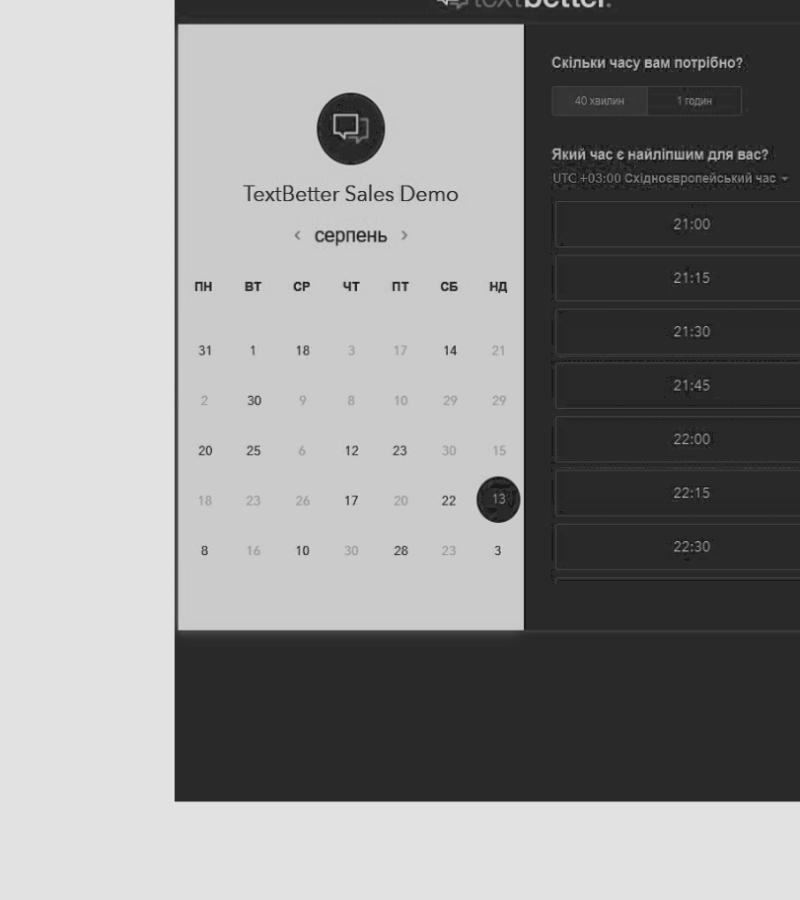 textbetter.
TextBetter Sales Demo
‹ серпень ›
ПН ВТ СР ЧТ ПТ СБ НД
31 1 18 3 17 14 21
2 30 9 8 10 29 29
20 25 6 12 23 30 15
18 23 26 17 20 22 13
8 16 10 30 28 23 3
Скільки часу вам потрібно?
40 хвилин 1 годин
Який час є найліпшим для вас?
UTC +03:00 Східноєвропейський час
21:00
21:15
21:30
21:45
22:00
22:15
22:30